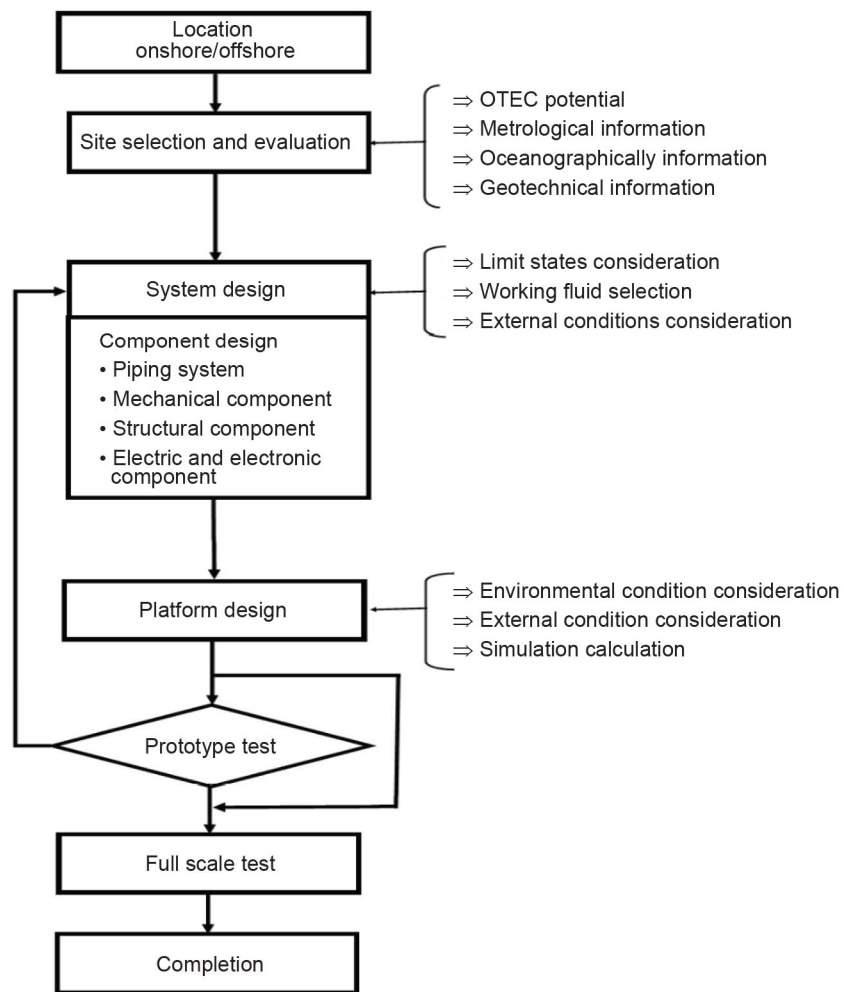 Location
onshore/offshore
Site selection and evaluation
⇒ OTEC potential
⇒ Metrological information
⇒ Oceanographically information
⇒ Geotechnical information
System design
⇒ Limit states consideration
⇒ Working fluid selection
⇒ External conditions consideration
Component design
• Piping system
• Mechanical component
• Structural component
• Electric and electronic
component
Platform design
⇒ Environmental condition consideration
⇒ External condition consideration
⇒ Simulation calculation
Prototype test
Full scale test
Completion